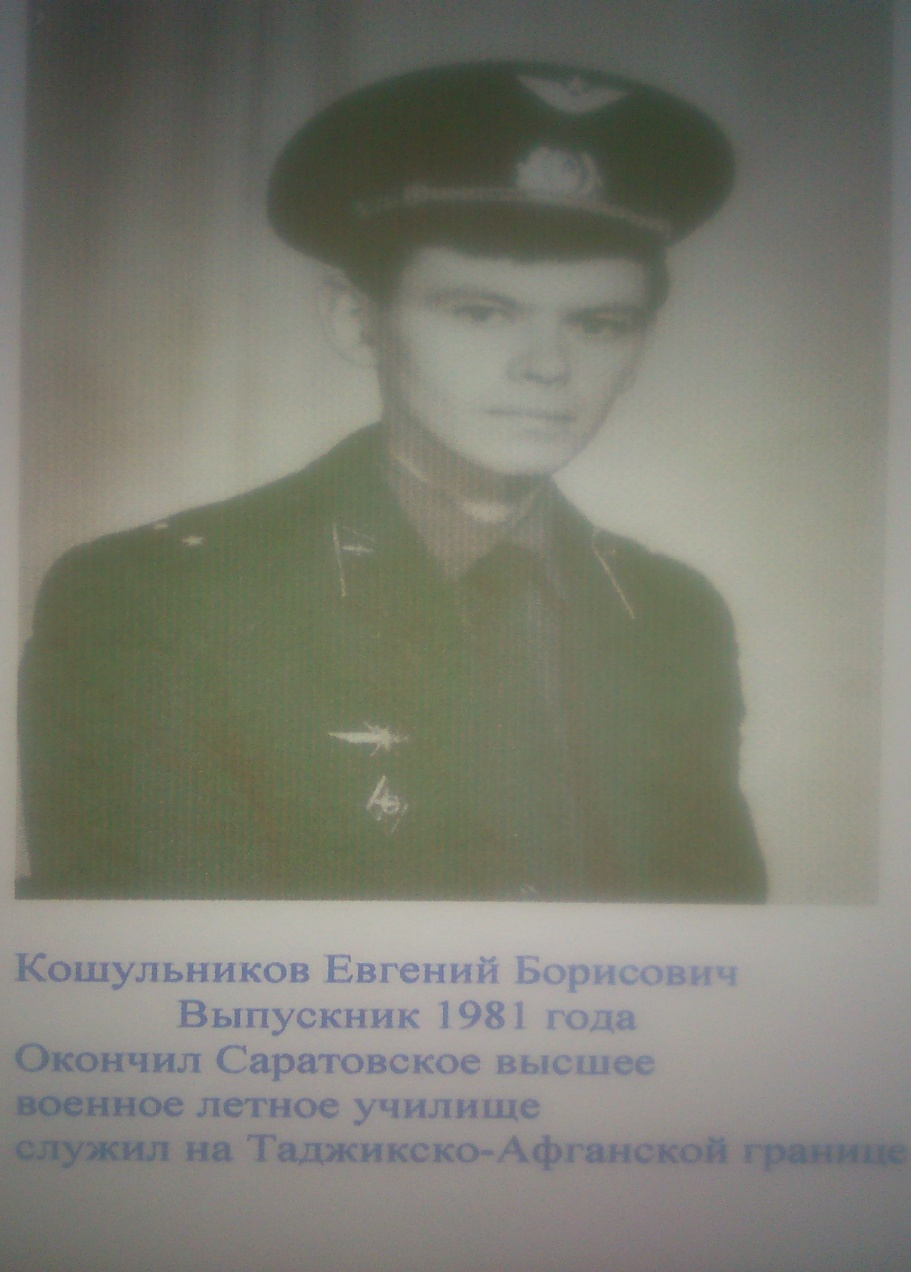 Кошульников Евгений Борисович
Выпускник 1981 года
Окончил Саратовское высшее
военное летное училище
служил на Таджикско-Афганской границе